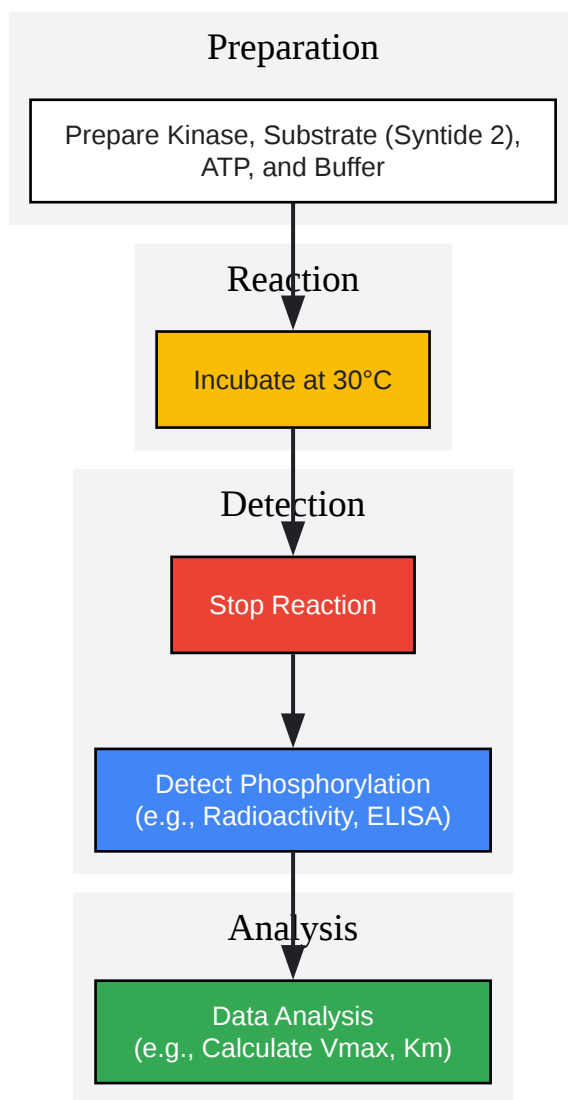 Preparation
Prepare Kinase, Substrate (Syntide 2),
ATP, and Buffer
Reaction
Incubate at 30°C
Detection
Stop Reaction
Detect Phosphorylation
(e.g., Radioactivity, ELISA)
Analysis
Data Analysis
(e.g., Calculate Vmax, Km)